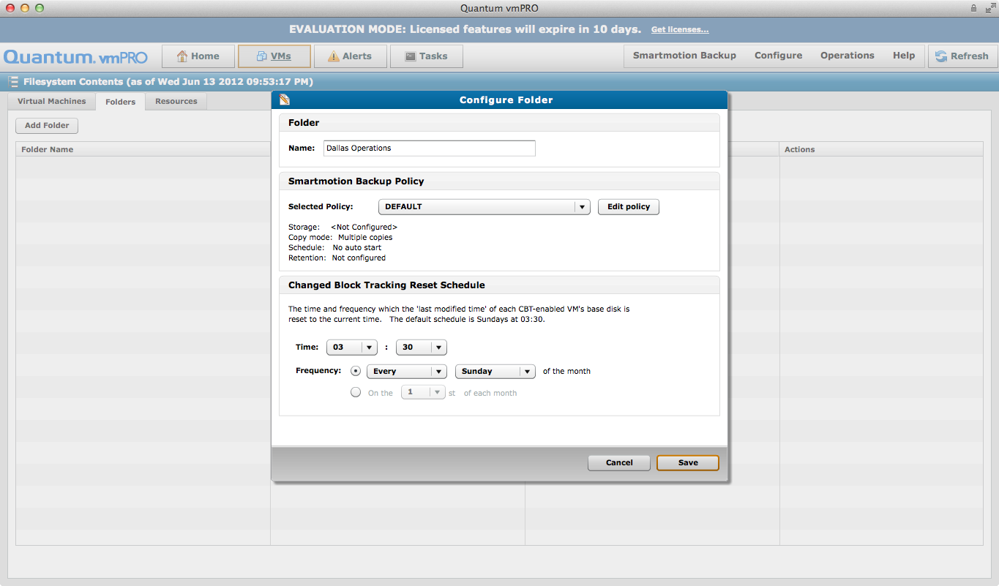 Quantum vmPRO
EVALUATION MODE: Licensed features will expire in 10 days. Get licenses...
Quantum. vmPRO Home VMs Alerts Tasks Smartmotion Backup Configure Operations Help Refresh
Filesystem Contents (as of Wed Jun 13 2012 09:53:17 PM)
Virtual Machines Folders Resources
Add Folder
Folder Name Actions
Configure Folder
Folder
Name: Dallas Operations
Smartmotion Backup Policy
Selected Policy: DEFAULT Edit policy
Storage: <Not Configured>
Copy mode: Multiple copies
Schedule: No auto start
Retention: Not configured
Changed Block Tracking Reset Schedule
The time and frequency which the 'last modified time' of each CBT-enabled VM's base disk is
reset to the current time. The default schedule is Sundays at 03:30.
Time: 03 : 30
Frequency: Every Sunday of the month
On the 1 st of each month
Cancel Save